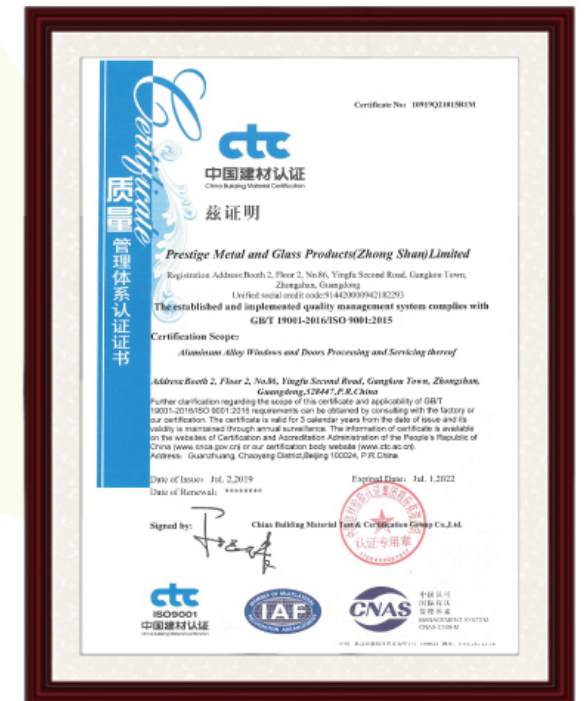 Certificate
质量
管理体系认证证书
Certificate No: 10919Q21015R1M
ctc
中国建材认证
China Building Material Certification
兹证明
Prestige Metal and Glass Products(Zhong Shan)Limited
Registration Address:Booth 2, Floor 2, No.86, Yingfu Second Road, Gangkou Town,
Zhongshan, Guangdong
Unified social credit code:914420000942182293
The established and implemented quality management system complies with
GB/T 19001-2016/ISO 9001:2015
Certification Scope:
Aluminum Alloy Windows and Doors Processing and Servicing thereof
Address:Booth 2, Floor 2, No.86, Yingfu Second Road, Gangkou Town, Zhongshan,
Guangdong,528447,P.R.China
Further clarification regarding the scope of this certificate and applicability of GB/T
19001-2016/ISO 9001:2015 requirements can be obtained by consulting with the factory or
our certification. The certificate is valid for 3 calendar years from the date of issue and its
validity is maintained through annual surveillance. The information of certificate is available
on the websites of Certification and Accreditation Administration of the People's Republic of
China (www.cnca.gov.cn) or our certification body website (www.ctc.ac.cn).
Address: Guanzhuang, Chaoyang District,Beijing 100024, P.R.China
Date of Issue: Jul. 2,2019
Expired Date: Jul. 1,2022
Date of Renewal: ********
Signed by:
China Building Material Test & Certification Group Co.,Ltd.
认证专用章
ctc
ISO9001
中国建材认证
MEMBER OF MULTILATERAL
IAF
RECOGNITION ARRANGEMENT
CNAS
中国认可
国际互认
管理体系
MANAGEMENT SYSTEM